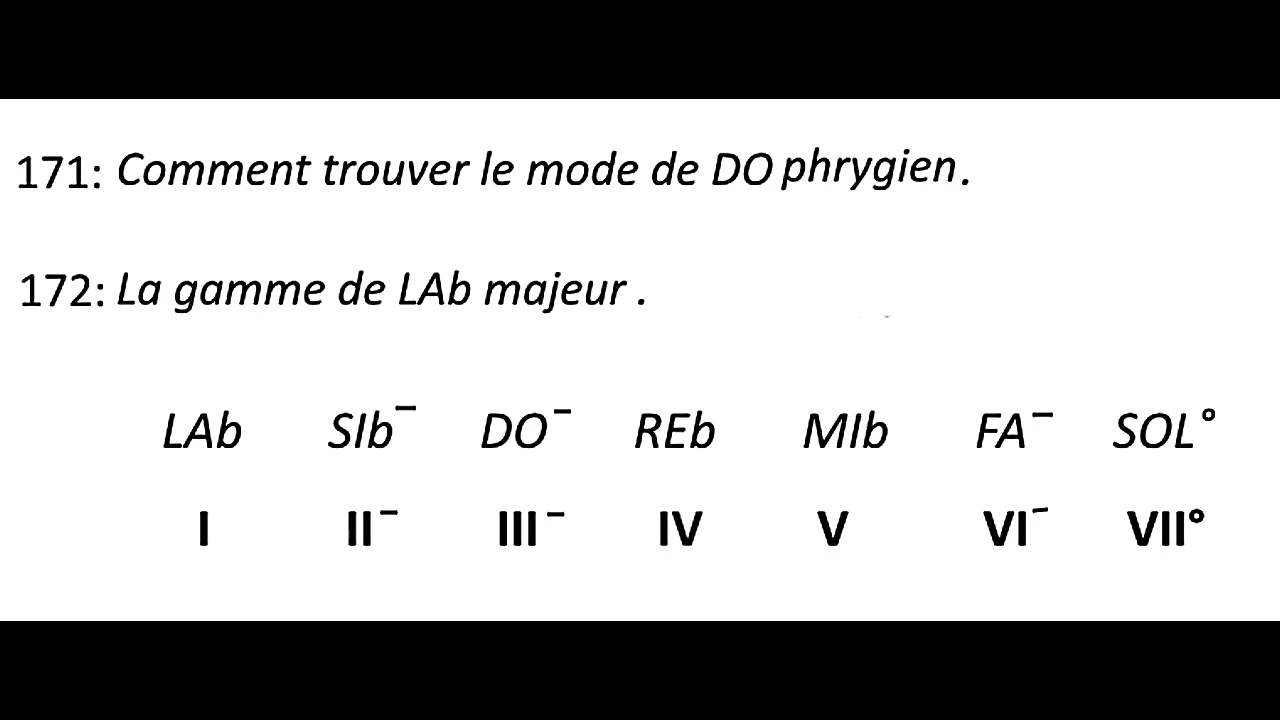 171: Comment trouver le mode de DO phrygien.
172: La gamme de LAb majeur .
LAb SIb⁻ DO⁻ REb MIb FA⁻ SOL°
I II⁻ III⁻ IV V VI⁻ VII°